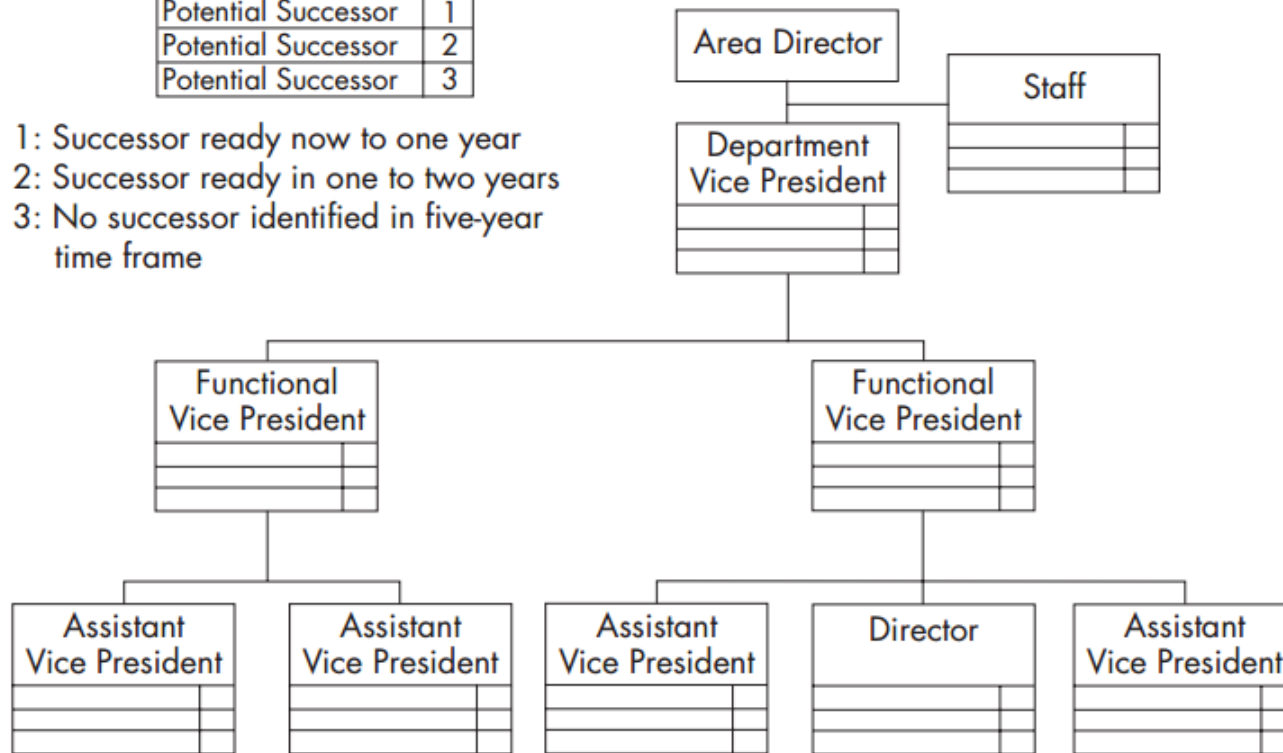 Potential Successor 1
Potential Successor 2
Potential Successor 3
1: Successor ready now to one year
2: Successor ready in one to two years
3: No successor identified in five-year
time frame
Area Director
Staff
Department
Vice President
Functional
Vice President
Functional
Vice President
Assistant
Vice President
Assistant
Vice President
Assistant
Vice President
Director
Assistant
Vice President